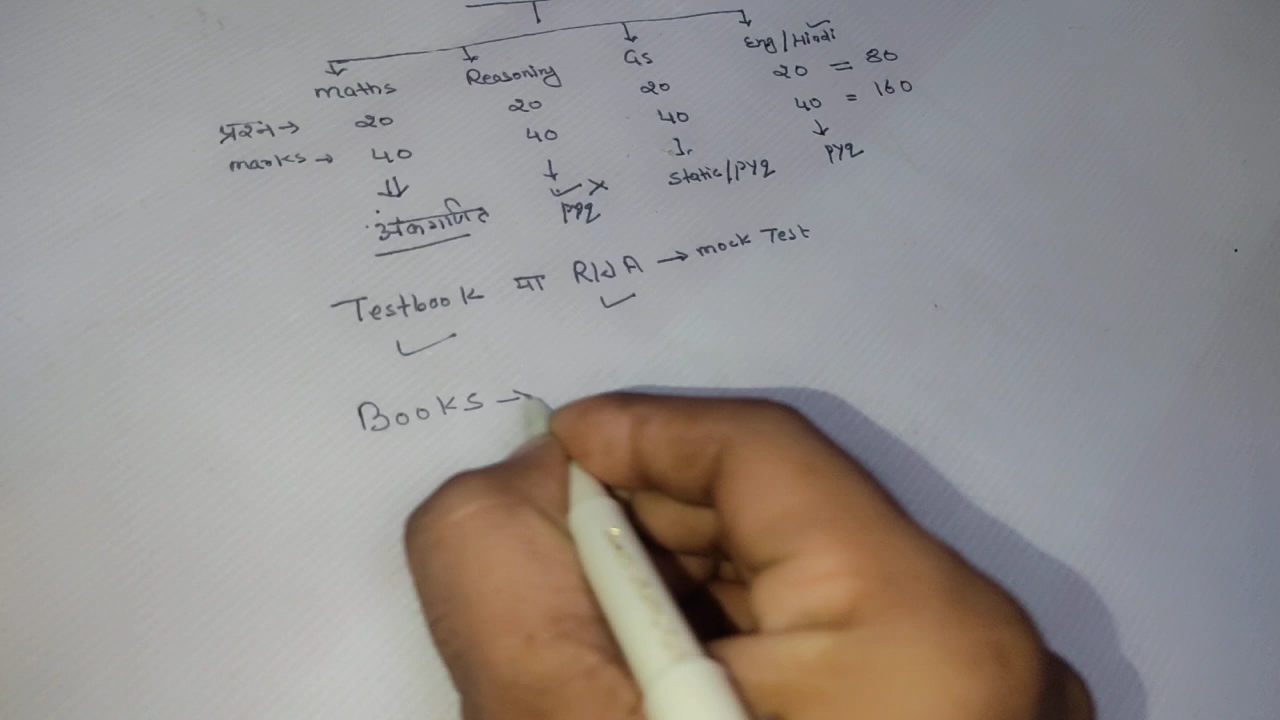 maths Reasoning Gs Eng/Hindi
प्रश्न → 20 20 20 20 = 80
marks → 40 40 40 40 = 160
अंकगणित PYQ Static/PYQ PYQ
Testbook या RWA → mock Test
Books →